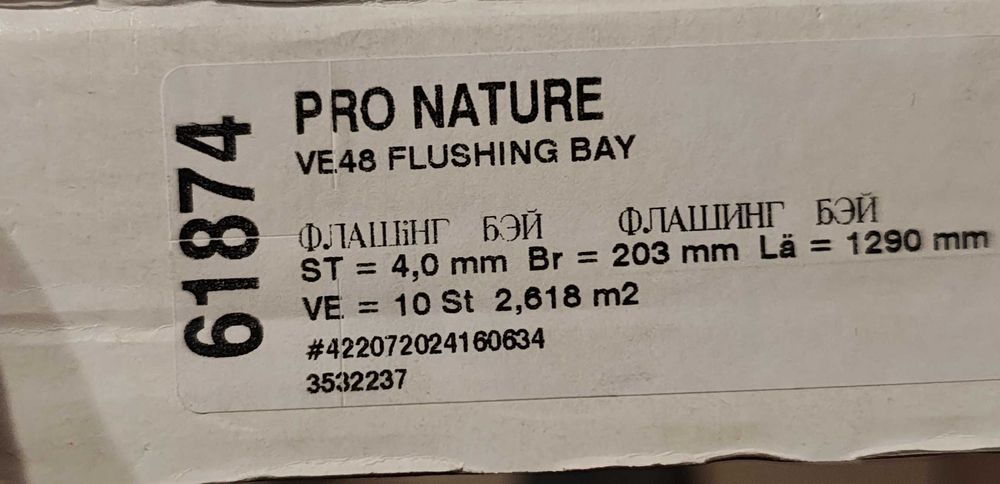 61874
PRO NATURE
VE48 FLUSHING BAY
ФЛАШіНГ БЭЙ ФЛАШИНГ БЭЙ
ST = 4,0 mm Br = 203 mm Lä = 1290 mm
VE = 10 St 2,618 m2
#422072024160634
3532237